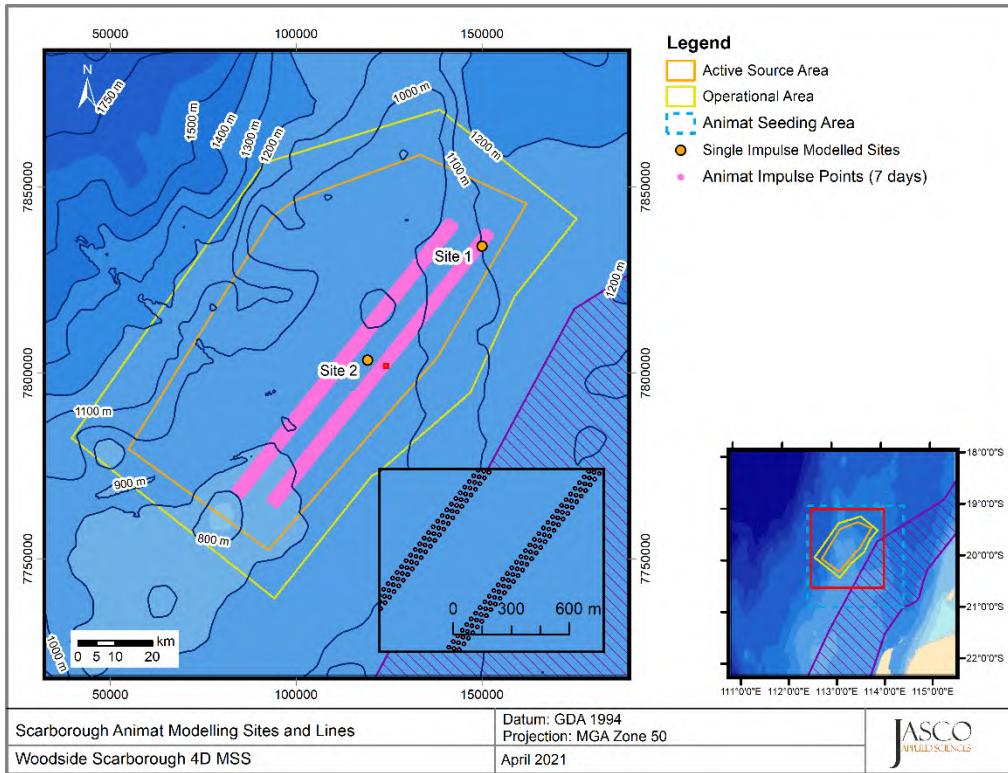 50000 100000 150000
N
1750 m
1500 m
1400 m
1300 m
1200 m
1000 m
1200 m
1100 m
7850000
7850000
Site 1
1200 m
7800000
7800000
Site 2
1100 m
900 m
800 m
7750000
7750000
1000 m
0 300 600 m
km
0 5 10 20
50000 100000 150000
Legend
Active Source Area
Operational Area
Animat Seeding Area
Single Impulse Modelled Sites
Animat Impulse Points (7 days)
18°0'0"S
19°0'0"S
20°0'0"S
21°0'0"S
22°0'0"S
111°0'0"E 112°0'0"E 113°0'0"E 114°0'0"E 115°0'0"E
Scarborough Animat Modelling Sites and Lines
Woodside Scarborough 4D MSS
Datum: GDA 1994
Projection: MGA Zone 50
April 2021
JASCO
APPLIED SCIENCES